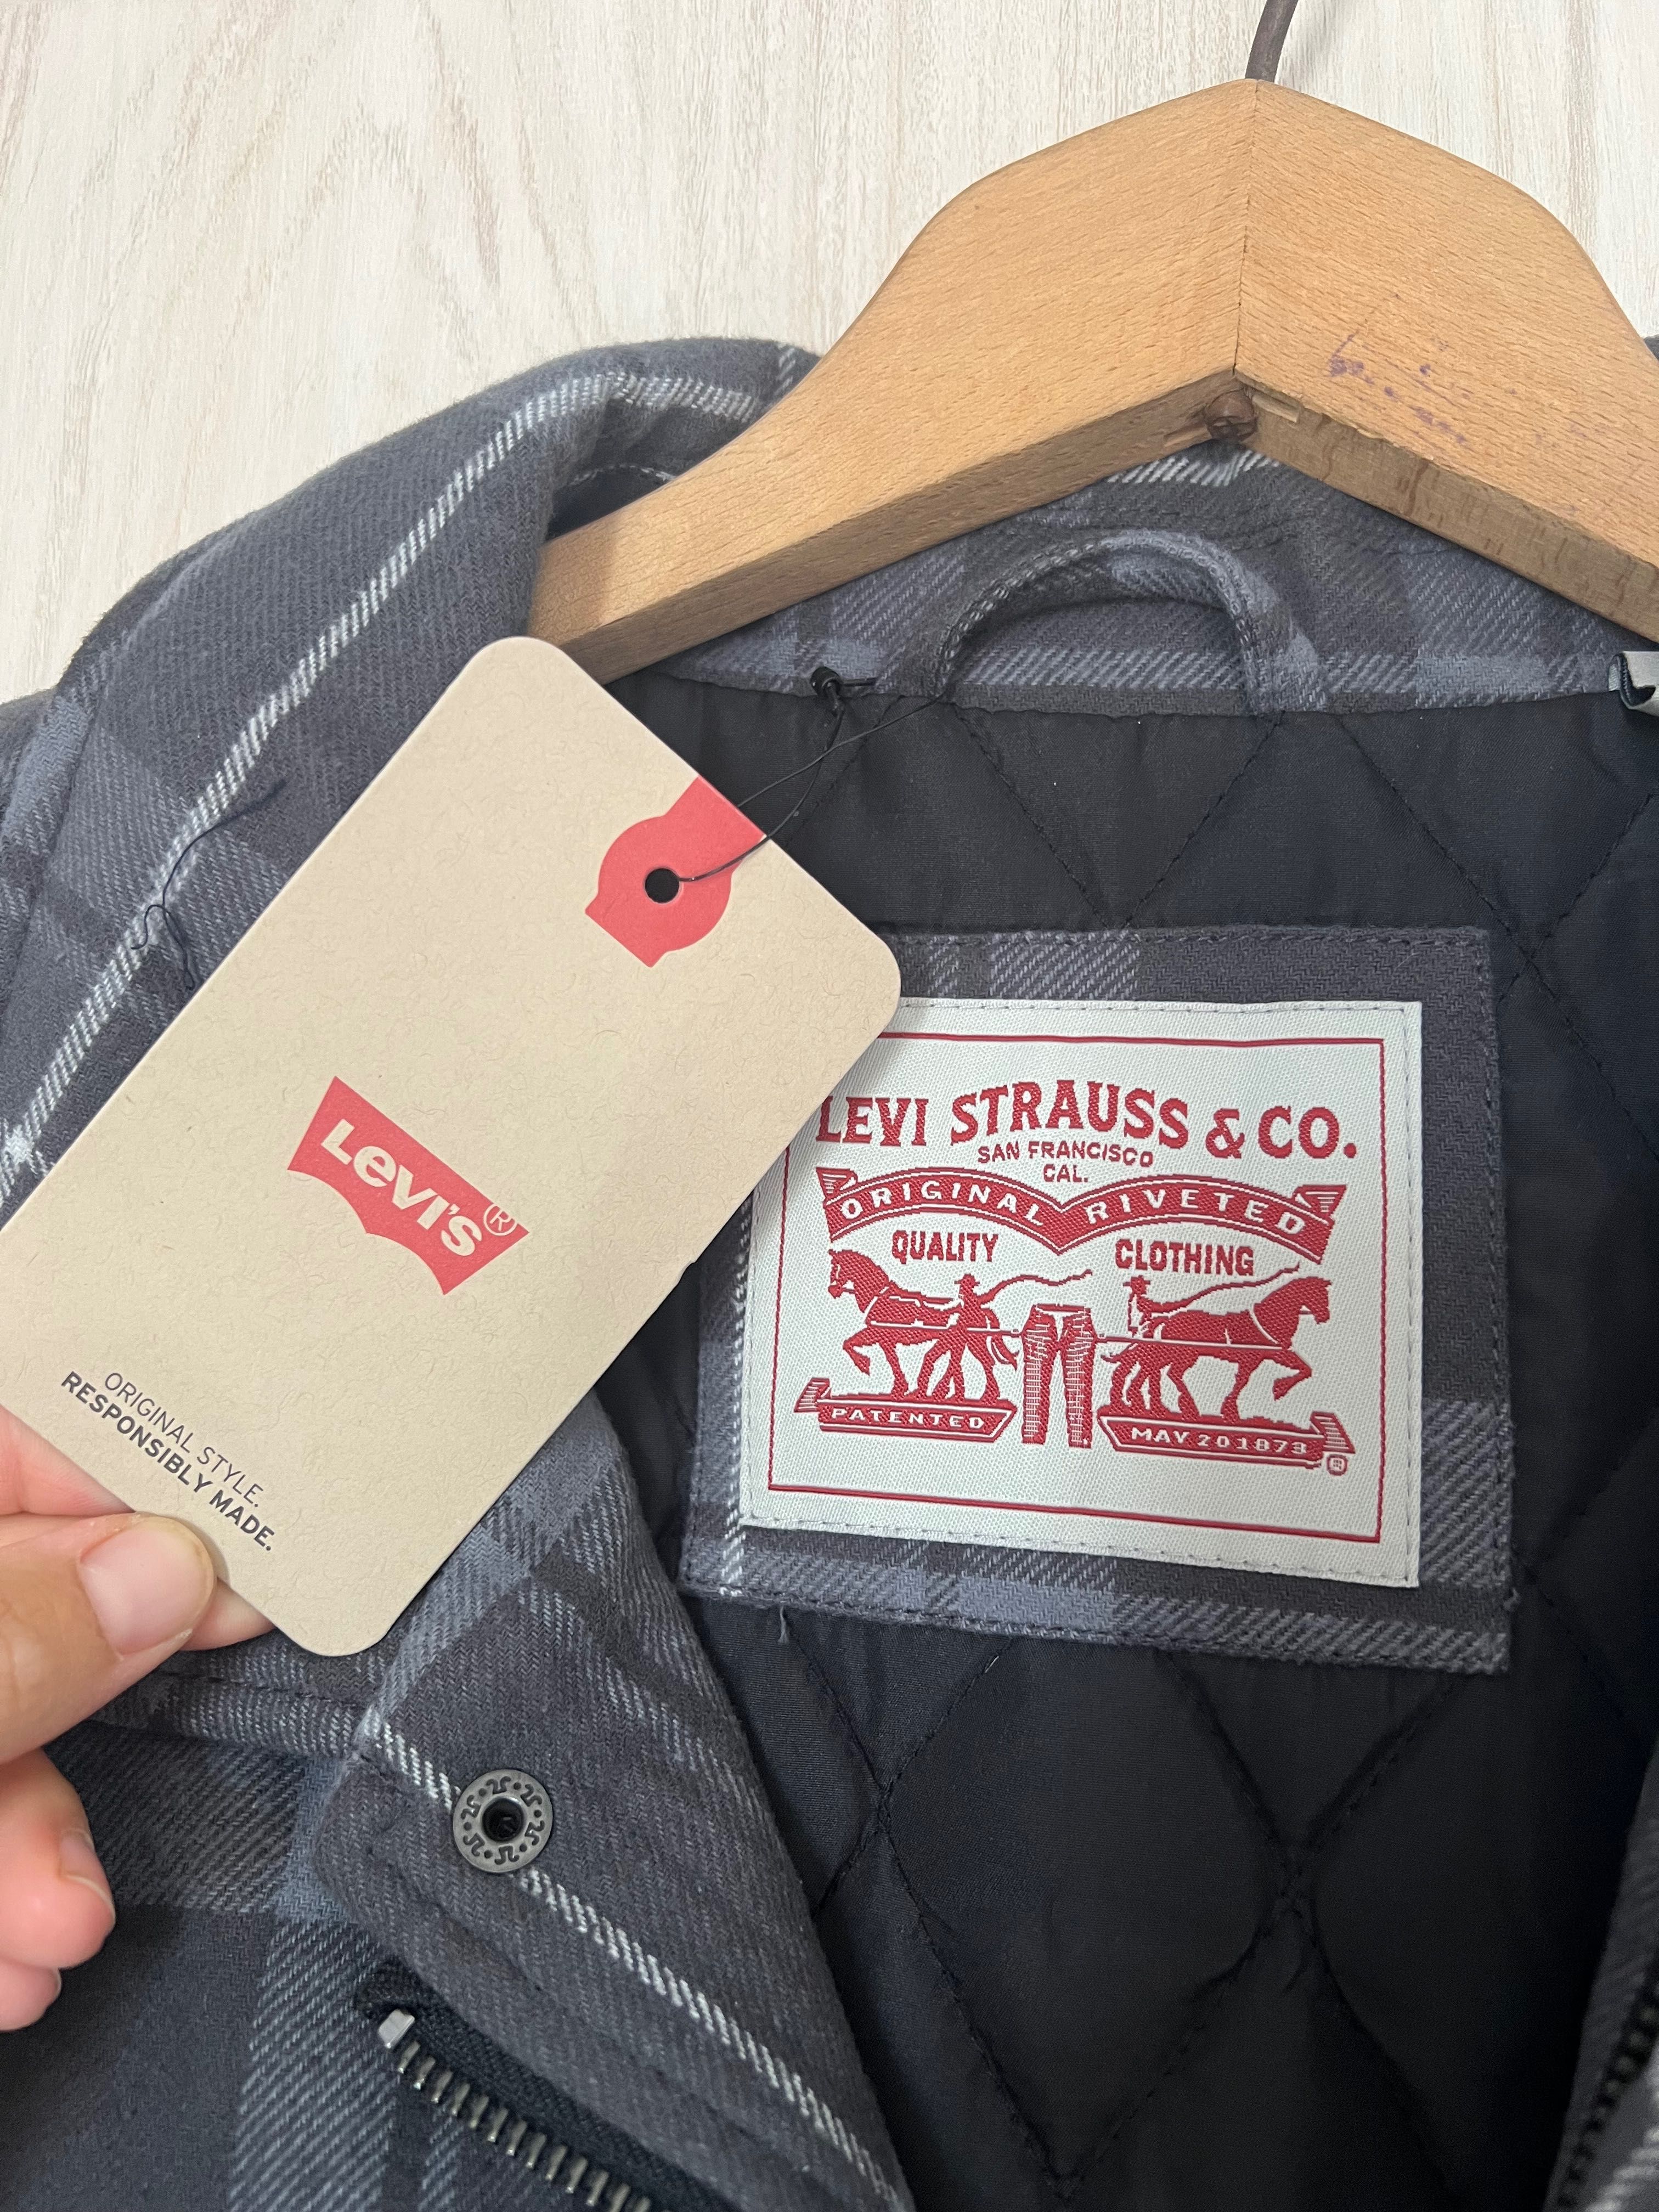 Levi's®
ORIGINAL STYLE.
RESPONSIBLY MADE.
LEVI STRAUSS & CO.
SAN FRANCISCO
CAL.
ORIGINAL RIVETED
QUALITY CLOTHING
PATENTED MAY 20 1873
®